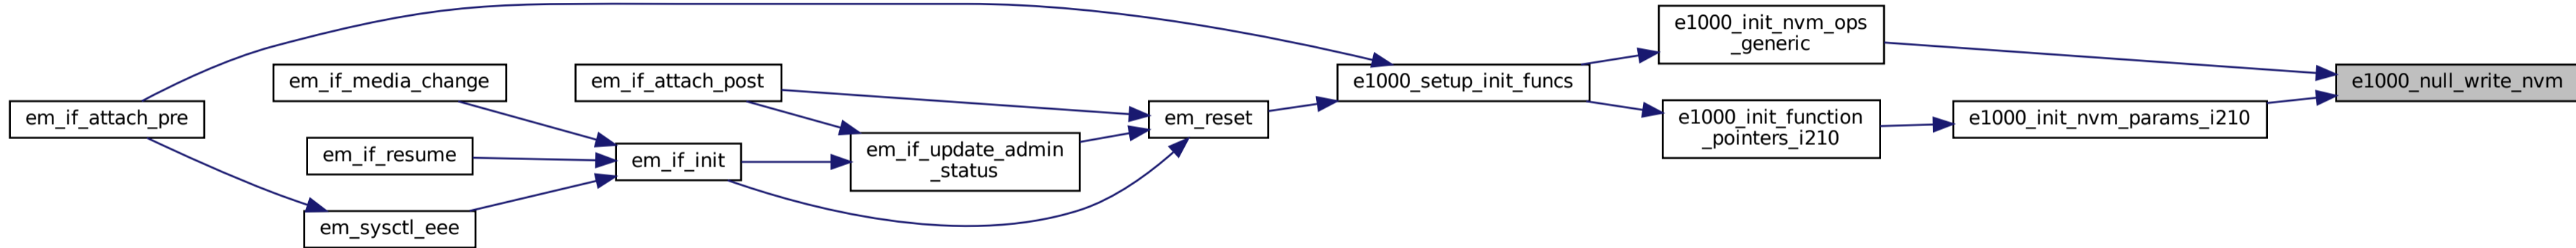 em_if_attach_pre
em_if_media_change
em_if_resume
em_sysctl_eee
em_if_attach_post
em_if_init
em_if_update_admin
_status
em_reset
e1000_setup_init_funcs
e1000_init_nvm_ops
_generic
e1000_init_function
_pointers_i210
e1000_init_nvm_params_i210
e1000_null_write_nvm